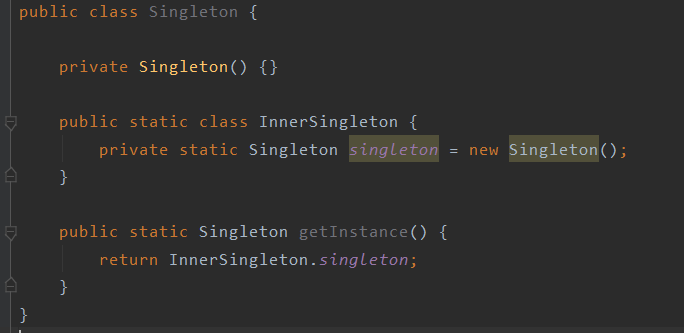 public class Singleton {
private Singleton() {}
public static class InnerSingleton {
private static Singleton singleton = new Singleton();
}
public static Singleton getInstance() {
return InnerSingleton.singleton;
}
}